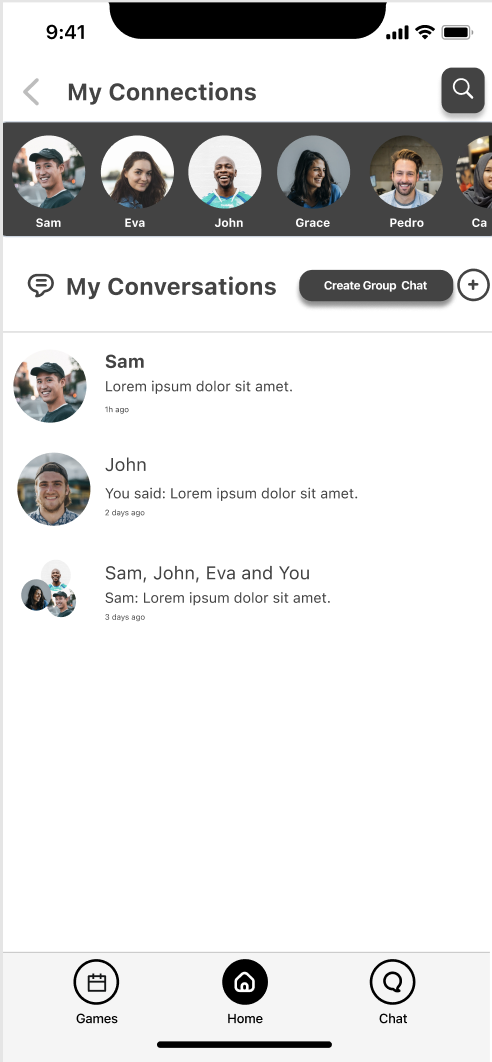 9:41
My Connections
Sam Eva John Grace Pedro Ca
My Conversations Create Group Chat
Sam
Lorem ipsum dolor sit amet.
1h ago
John
You said: Lorem ipsum dolor sit amet.
2 days ago
Sam, John, Eva and You
Sam: Lorem ipsum dolor sit amet.
3 days ago
Games Home Chat